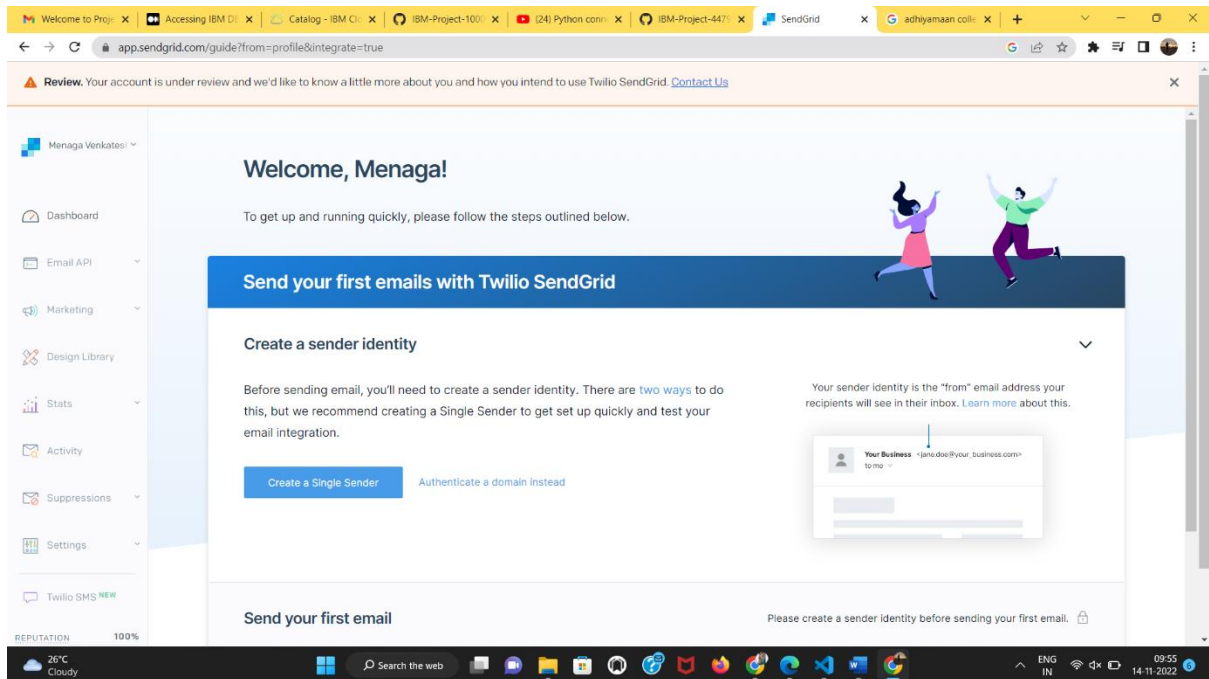 Welcome to Proje
Accessing IBM D
Catalog - IBM Clo
IBM-Project-100
(24) Python conn
IBM-Project-447
SendGrid
adhiyamaan colle
app.sendgrid.com/guide?from=profile&integrate=true
Review. Your account is under review and we'd like to know a little more about you and how you intend to use Twilio SendGrid. Contact Us
Menaga Venkates
Dashboard
Email API
Marketing
Design Library
Stats
Activity
Suppressions
Settings
Twilio SMS NEW
REPUTATION 100%
Welcome, Menaga!
To get up and running quickly, please follow the steps outlined below.
Send your first emails with Twilio SendGrid
Create a sender identity
Before sending email, you'll need to create a sender identity. There are two ways to do
this, but we recommend creating a Single Sender to get set up quickly and test your
email integration.
Create a Single Sender
Authenticate a domain instead
Your sender identity is the "from" email address your
recipients will see in their inbox. Learn more about this.
Your Business <jane.doe@your_business.com>
to me
Send your first email
Please create a sender identity before sending your first email.
26°C
Cloudy
Search the web
ENG
IN
09:55
14-11-2022
6